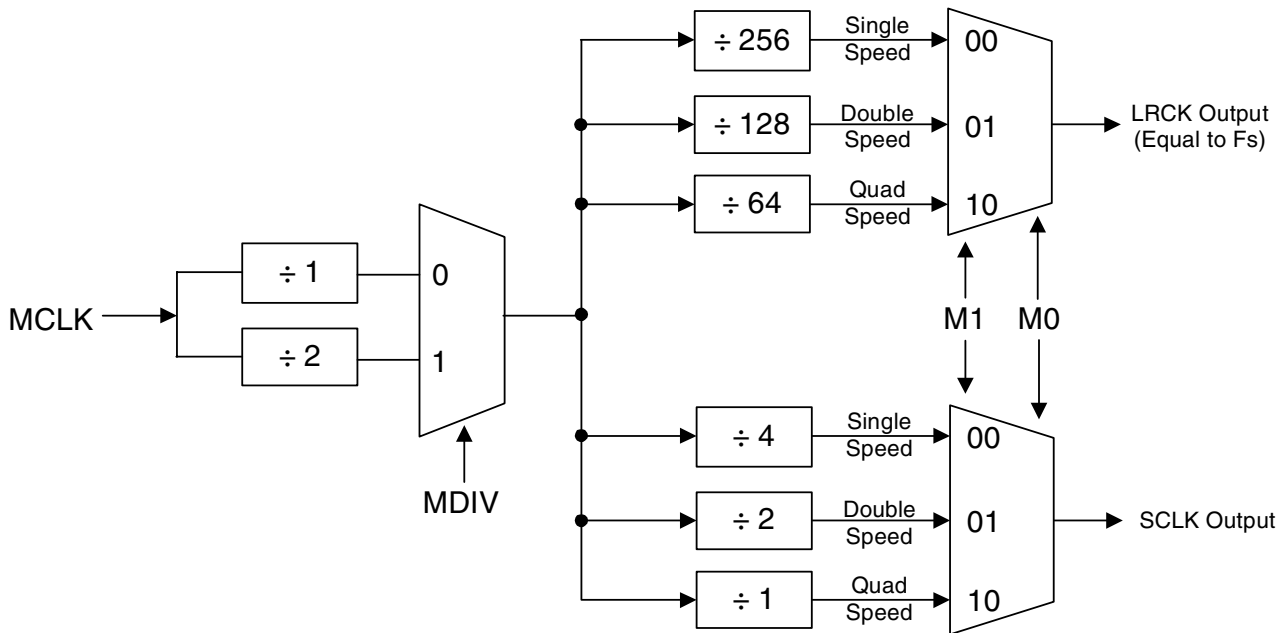 MCLK
÷ 1
÷ 2
0
1
MDIV
÷ 256
Single
Speed
00
÷ 128
Double
Speed
01
÷ 64
Quad
Speed
10
LRCK Output
(Equal to Fs)
M1
M0
÷ 4
Single
Speed
00
÷ 2
Double
Speed
01
÷ 1
Quad
Speed
10
SCLK Output